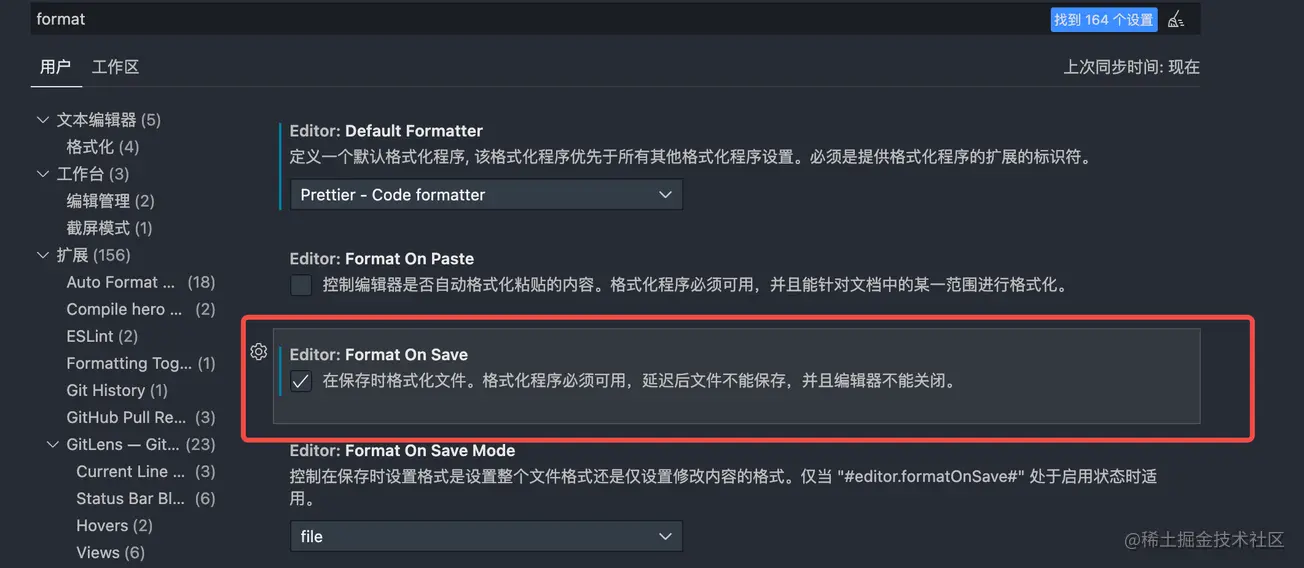 format
找到 164 个设置
用户 工作区
上次同步时间: 现在
文本编辑器 (5)
格式化 (4)
工作台 (3)
编辑管理 (2)
截屏模式 (1)
扩展 (156)
Auto Format ... (18)
Compile hero ... (2)
ESLint (2)
Formatting Tog... (1)
Git History (1)
GitHub Pull Re... (3)
GitLens — Git... (23)
Current Line ... (3)
Status Bar Bl... (6)
Hovers (2)
Views (6)
Editor: Default Formatter
定义一个默认格式化程序, 该格式化程序优先于所有其他格式化程序设置。必须是提供格式化程序的扩展的标识符。
Prettier - Code formatter
Editor: Format On Paste
控制编辑器是否自动格式化粘贴的内容。格式化程序必须可用，并且能针对文档中的某一范围进行格式化。
Editor: Format On Save
在保存时格式化文件。格式化程序必须可用，延迟后文件不能保存，并且编辑器不能关闭。
Editor: Format On Save Mode
控制在保存时设置格式是设置整个文件格式还是仅设置修改内容的格式。仅当 "#editor.formatOnSave#" 处于启用状态时适
用。
file
@稀土掘金技术社区